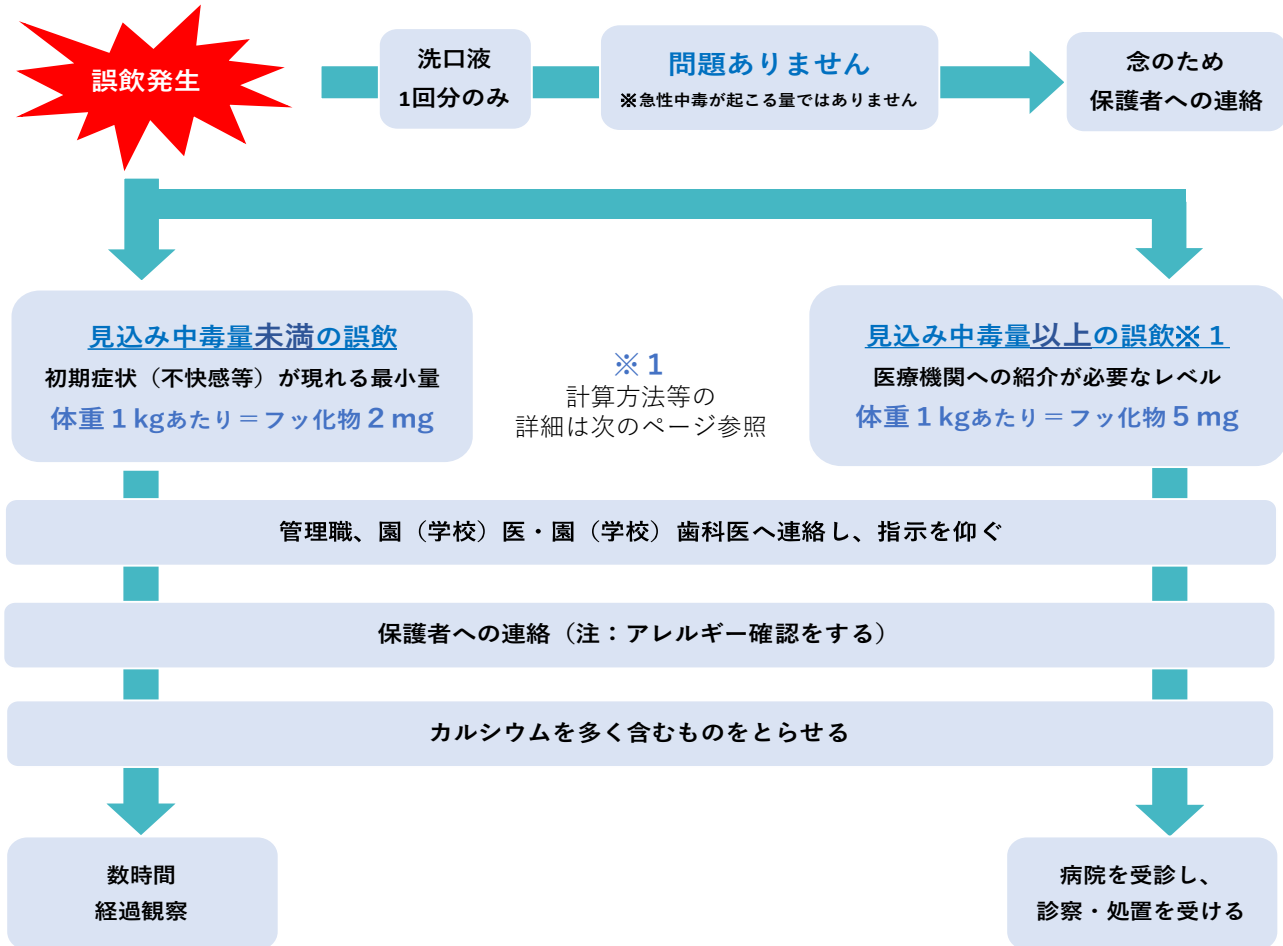 誤飲発生
洗口液
1回分のみ
問題ありません
※急性中毒が起こる量ではありません
念のため
保護者への連絡
見込み中毒量未満の誤飲
初期症状（不快感等）が現れる最小量
体重１kgあたり＝フッ化物２mg
※１
計算方法等の
詳細は次のページ参照
見込み中毒量以上の誤飲※１
医療機関への紹介が必要なレベル
体重１kgあたり＝フッ化物５mg
管理職、園（学校）医・園（学校）歯科医へ連絡し、指示を仰ぐ
保護者への連絡（注：アレルギー確認をする）
カルシウムを多く含むものをとらせる
数時間
経過観察
病院を受診し、
診察・処置を受ける